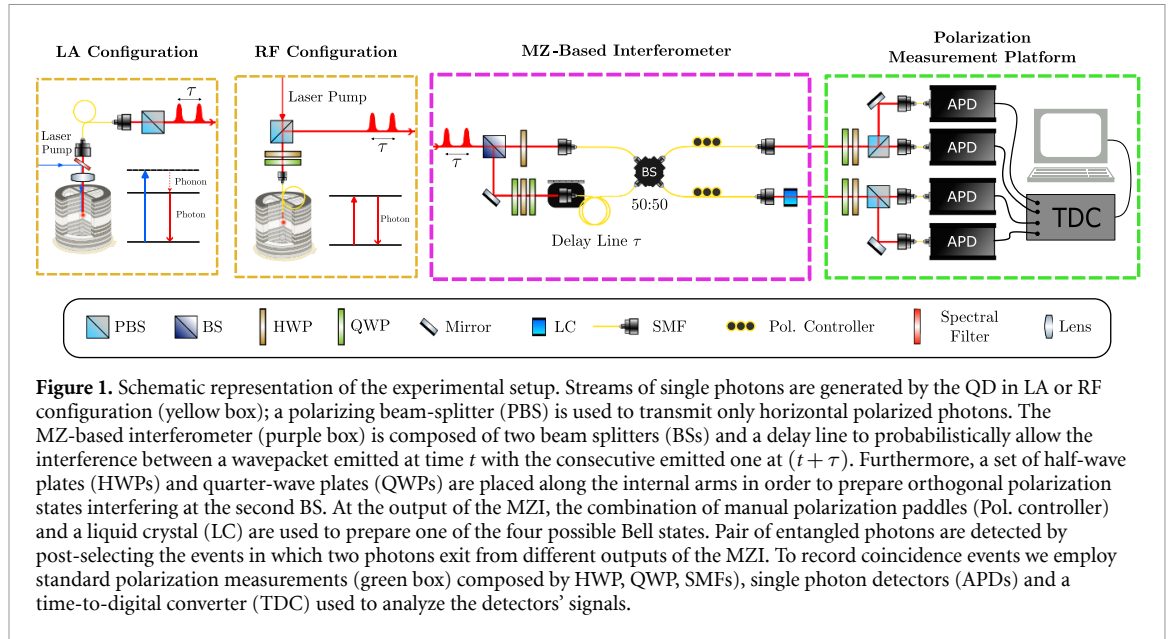 LA Configuration
RF Configuration
MZ-Based Interferometer
Polarization
Measurement Platform
τ
Laser
Pump
Phonon
Photon
Laser Pump
τ
Photon
τ
BS
50:50
Delay Line τ
APD
APD
APD
APD
TDC
PBS
BS
HWP
QWP
Mirror
LC
SMF
Pol. Controller
Spectral
Filter
Lens
Figure 1. Schematic representation of the experimental setup. Streams of single photons are generated by the QD in LA or RF
configuration (yellow box); a polarizing beam-splitter (PBS) is used to transmit only horizontal polarized photons. The
MZ-based interferometer (purple box) is composed of two beam splitters (BSs) and a delay line to probabilistically allow the
interference between a wavepacket emitted at time t with the consecutive emitted one at (t + τ). Furthermore, a set of half-wave
plates (HWPs) and quarter-wave plates (QWPs) are placed along the internal arms in order to prepare orthogonal polarization
states interfering at the second BS. At the output of the MZI, the combination of manual polarization paddles (Pol. controller)
and a liquid crystal (LC) are used to prepare one of the four possible Bell states. Pair of entangled photons are detected by
post-selecting the events in which two photons exit from different outputs of the MZI. To record coincidence events we employ
standard polarization measurements (green box) composed by HWP, QWP, SMFs), single photon detectors (APDs) and a
time-to-digital converter (TDC) used to analyze the detectors' signals.